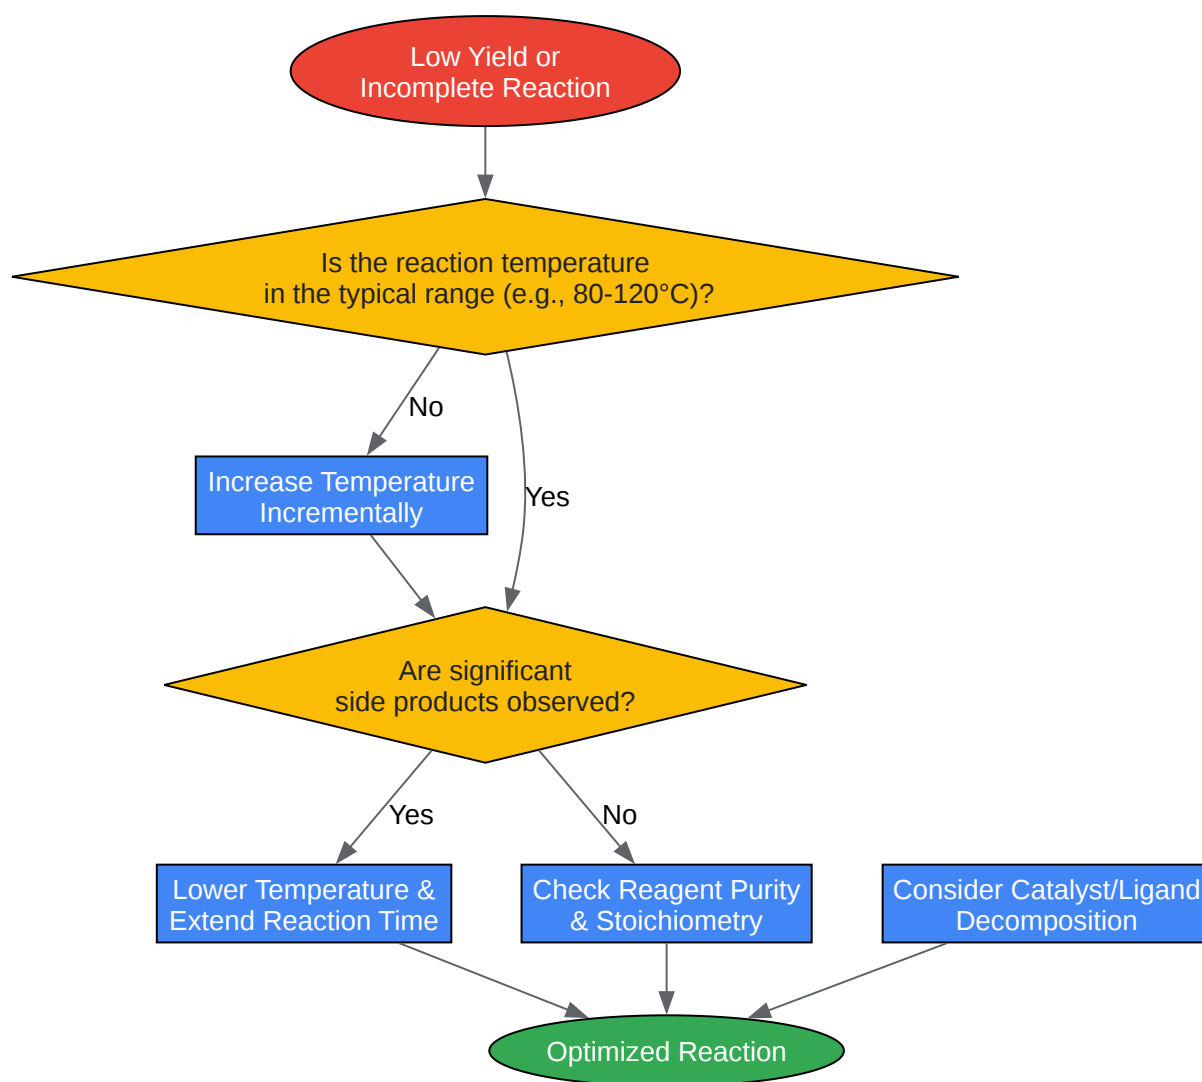 Low Yield or
Incomplete Reaction
Is the reaction temperature
in the typical range (e.g., 80-120°C)?
No
Increase Temperature
Incrementally
Yes
Are significant
side products observed?
Yes
No
Lower Temperature &
Extend Reaction Time
Check Reagent Purity
& Stoichiometry
Consider Catalyst/Ligand
Decomposition
Optimized Reaction